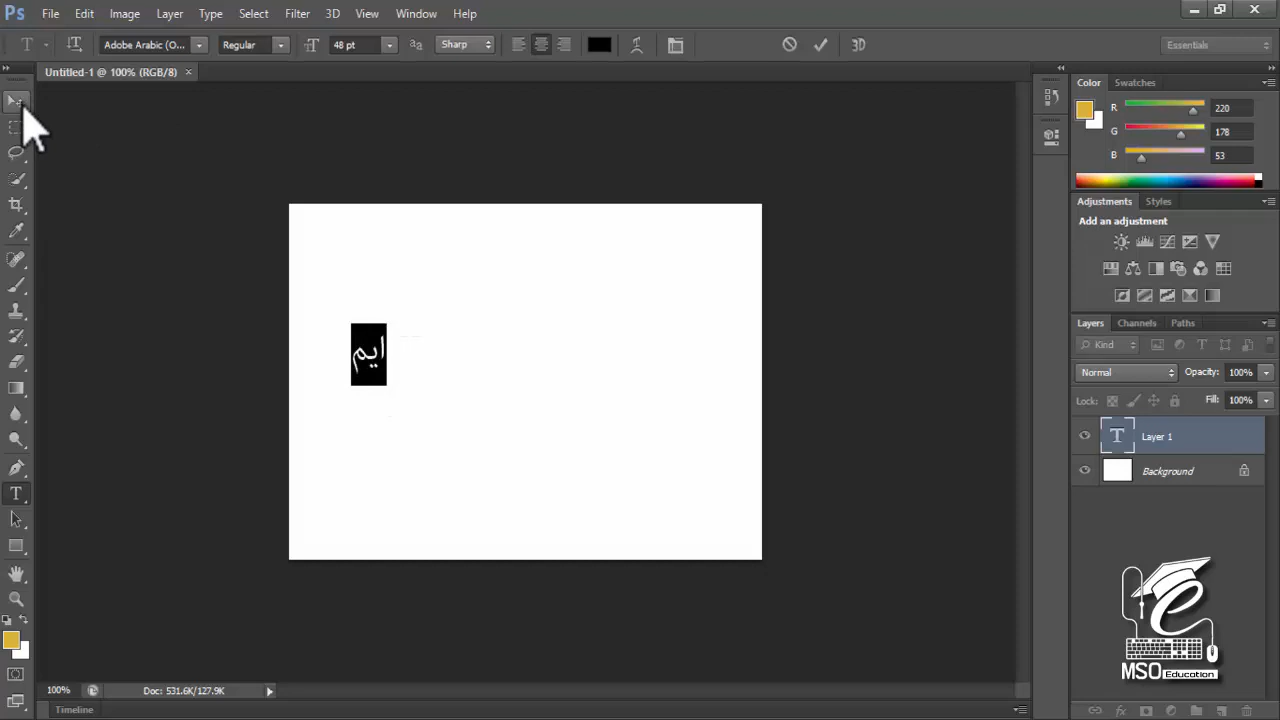 Ps File Edit Image Layer Type Select Filter 3D View Window Help
T Adobe Arabic (O... Regular 48 pt Sharp 3D Essentials
Untitled-1 @ 100% (RGB/8) ×
Color Swatches
R 220
G 178
B 53
Adjustments Styles
Add an adjustment
ایم
Layers Channels Paths
Kind
Normal Opacity: 100%
Lock: Fill: 100%
T Layer 1
Background
MSO Education
100% Doc: 531.6K/127.9K
Timeline